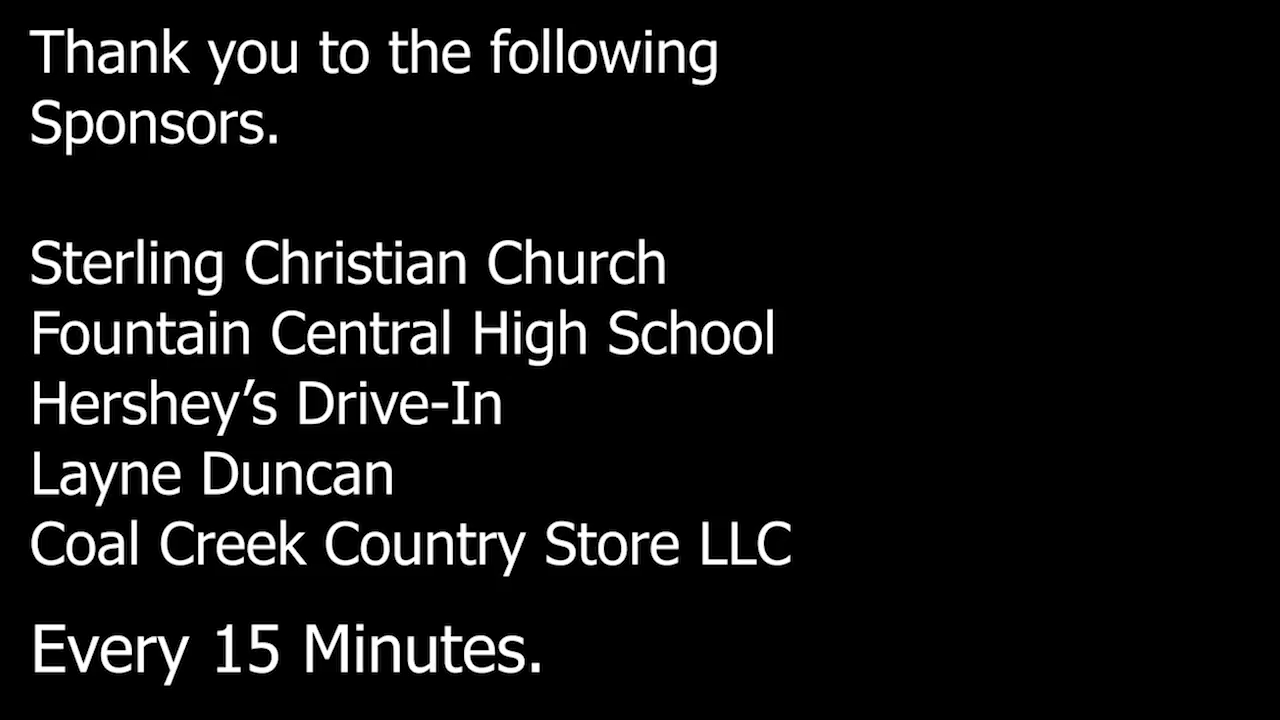 Thank you to the following
Sponsors.
Sterling Christian Church
Fountain Central High School
Hershey’s Drive-In
Layne Duncan
Coal Creek Country Store LLC
Every 15 Minutes.